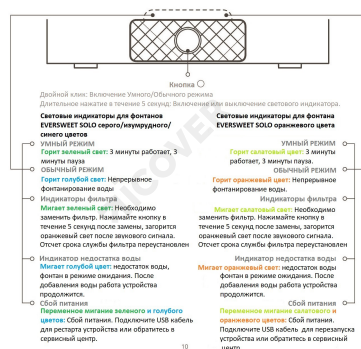 Кнопка
Двойной клик: Включение Умного/Обычного режима
Длительное нажатие в течение 5 секунд: Включение или выключение светового индикатора.
Световые индикаторы для фонтанов
EVERSWEET SOLO серого/изумрудного/
синего цветов
УМНЫЙ РЕЖИМ
Горит зеленый свет: 3 минуты работает, 3
минуты пауза
ОБЫЧНЫЙ РЕЖИМ
Горит голубой свет: Непрерывное
фонтанирование воды
Индикаторы фильтра
Мигает зеленый свет: Необходимо
заменить фильтр. Нажимайте кнопку в
течение 5 секунд после замены, загорится
оранжевый свет после звукового сигнала.
Отсчет срока службы фильтра переустановлен
Индикатор недостатка воды
Мигает голубой цвет: недостаток воды,
фонтан в режиме ожидания. После
добавления воды работа устройства
продолжится.
Сбой питания
Переменное мигание зеленого и голубого
цветов: Сбой питания. Подключите USB кабель
для рестарта устройства или обратитесь в
сервисный центр.
Световые индикаторы для фонтана
EVERSWEET SOLO оранжевого цвета
УМНЫЙ РЕЖИМ
Горит салатовый цвет: 3 минуты
работает, 3 минуты пауза.
ОБЫЧНЫЙ РЕЖИМ
Горит оранжевый свет: Непрерывное
фонтанирование воды.
Индикаторы фильтра
Мигает салатовый свет: Необходимо
заменить фильтр. Нажимайте кнопку в
течение 5 секунд после замены, загорится
оранжевый свет после звукового сигнала.
Отсчет срока службы фильтра переустановлен
Индикатор недостатка воды
Мигает оранжевый свет: недостаток воды
фонтан в режиме ожидания. После
добавления воды работа устройства
продолжится.
Сбой питания
Переменное мигание салатового и
оранжевого цветов: Сбой питания.
Подключите USB кабель для перезапуска
устройства или обратитесь в сервисный
центр
10